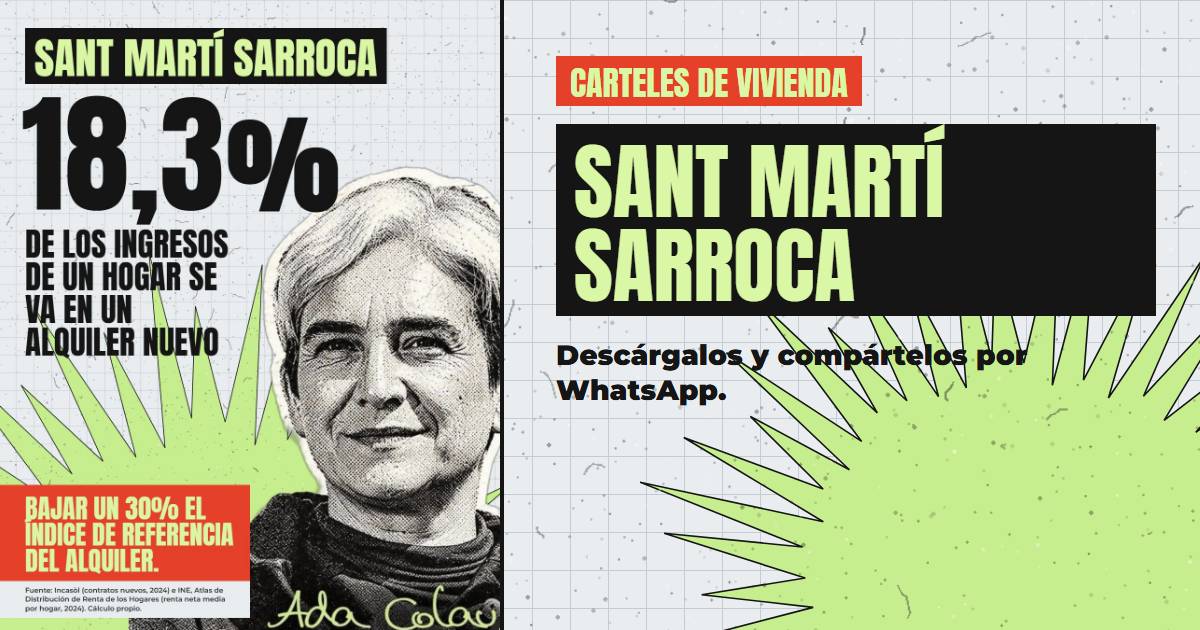 SANT MARTÍ SARROCA
18,3%
DE LOS INGRESOS
DE UN HOGAR SE
VA EN UN
ALQUILER NUEVO
BAJAR UN 30% EL
ÍNDICE DE REFERENCIA
DEL ALQUILER.
Fuente: Incasòl (contratos nuevos, 2024) e INE, Atlas de
Distribución de Renta de los Hogares (renta neta media
por hogar, 2024). Cálculo propio.
Ada Colau
CARTELES DE VIVIENDA
SANT MARTÍ
SARROCA
Descárgalos y compártelos por
WhatsApp.